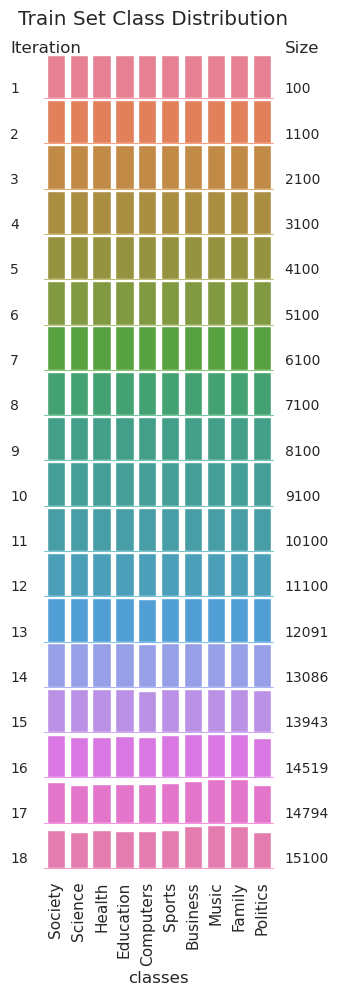 Train Set Class Distribution
Iteration Size
1 100
2 1100
3 2100
4 3100
5 4100
6 5100
7 6100
8 7100
9 8100
10 9100
11 10100
12 11100
13 12091
14 13086
15 13943
16 14519
17 14794
18 15100
Society
Science
Health
Education
Computers
Sports
Business
Music
Family
Politics
classes